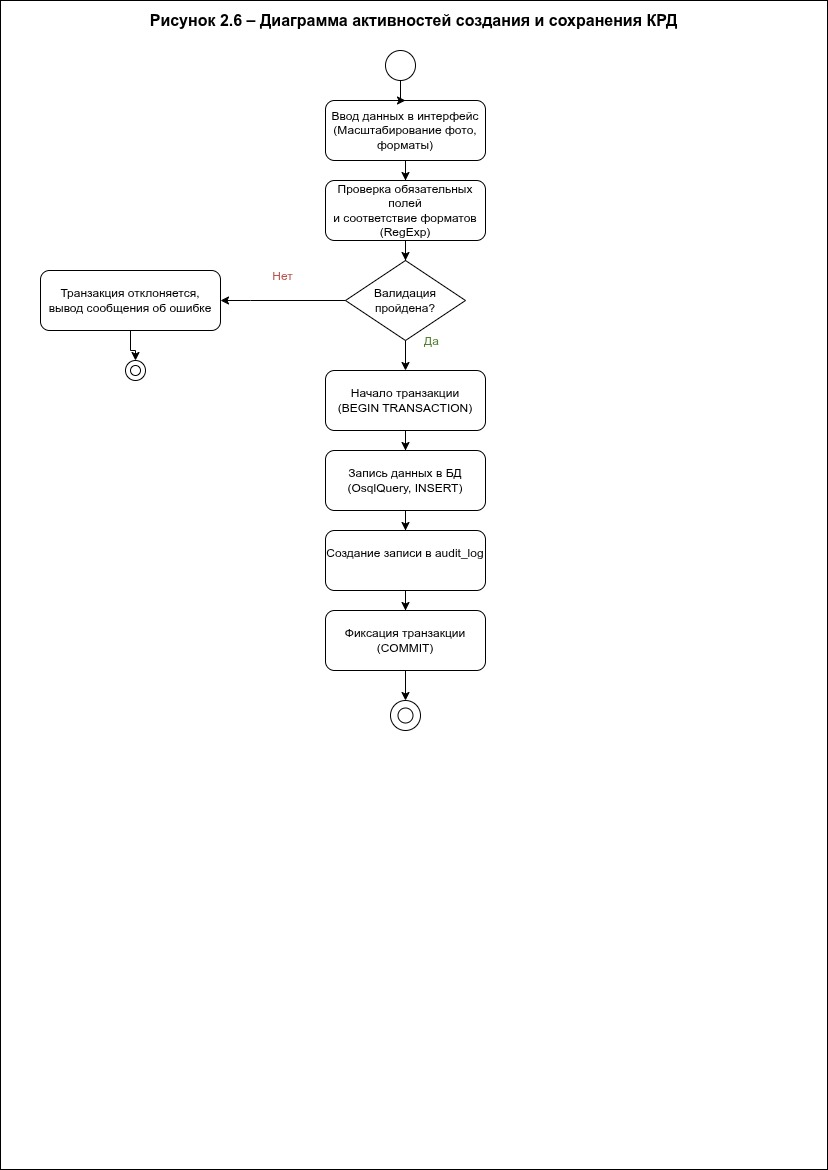 Рисунок 2.6 – Диаграмма активностей создания и сохранения КРД
Ввод данных в интерфейс
(Масштабирование фото,
форматы)
Проверка обязательных
полей
и соответствие форматов
(RegExp)
Нет
Транзакция отклоняется,
вывод сообщения об ошибке
Валидация
пройдена?
Да
Начало транзакции
(BEGIN TRANSACTION)
Запись данных в БД
(OsqlQuery, INSERT)
Создание записи в audit_log
Фиксация транзакции
(COMMIT)